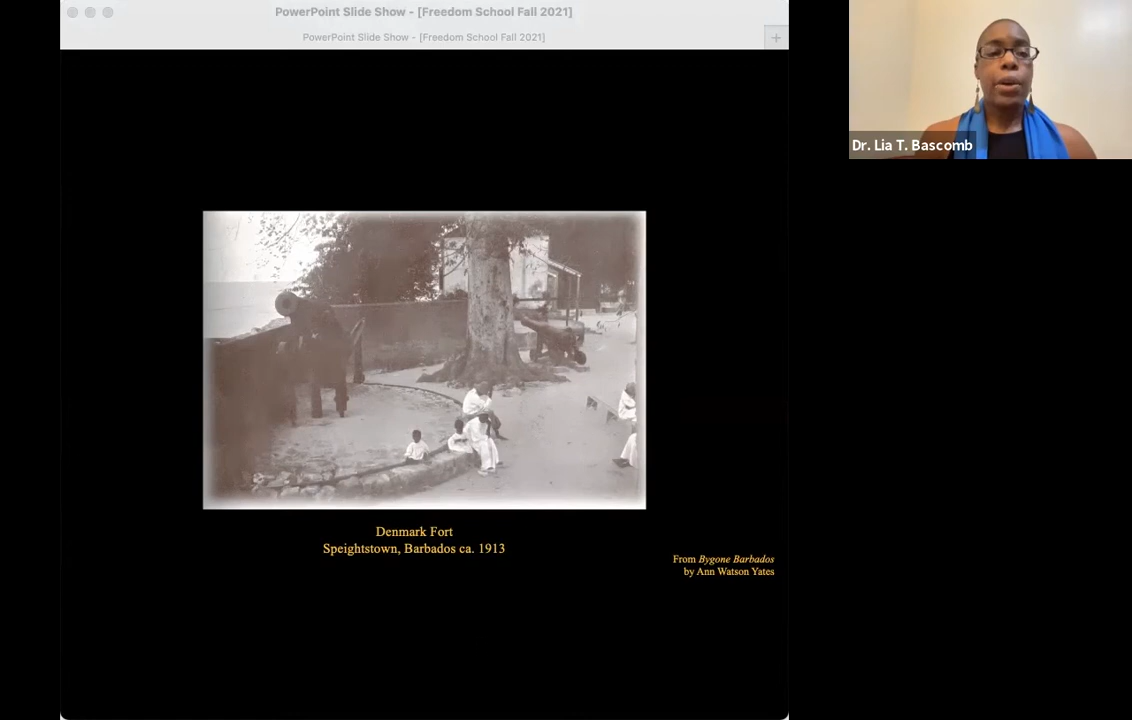 PowerPoint Slide Show - [Freedom School Fall 2021]
PowerPoint Slide Show - [Freedom School Fall 2021]
Dr. Lia T. Bascomb
Denmark Fort
Speightstown, Barbados ca. 1913
From Bygone Barbados
by Ann Watson Yates